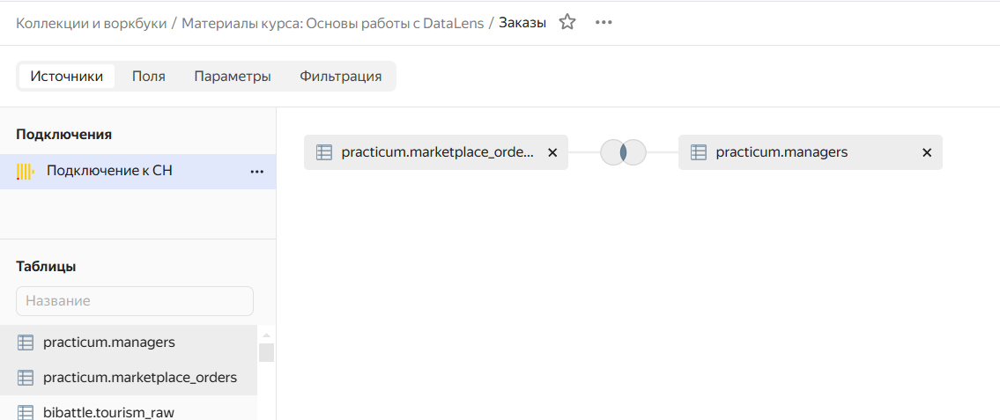 Коллекции и воркбуки / Материалы курса: Основы работы с DataLens / Заказы
Источники Поля Параметры Фильтрация
Подключения
Подключение к CH
practicum.marketplace_orde... practicum.managers
Таблицы
Название
practicum.managers
practicum.marketplace_orders
bibattle.tourism_raw